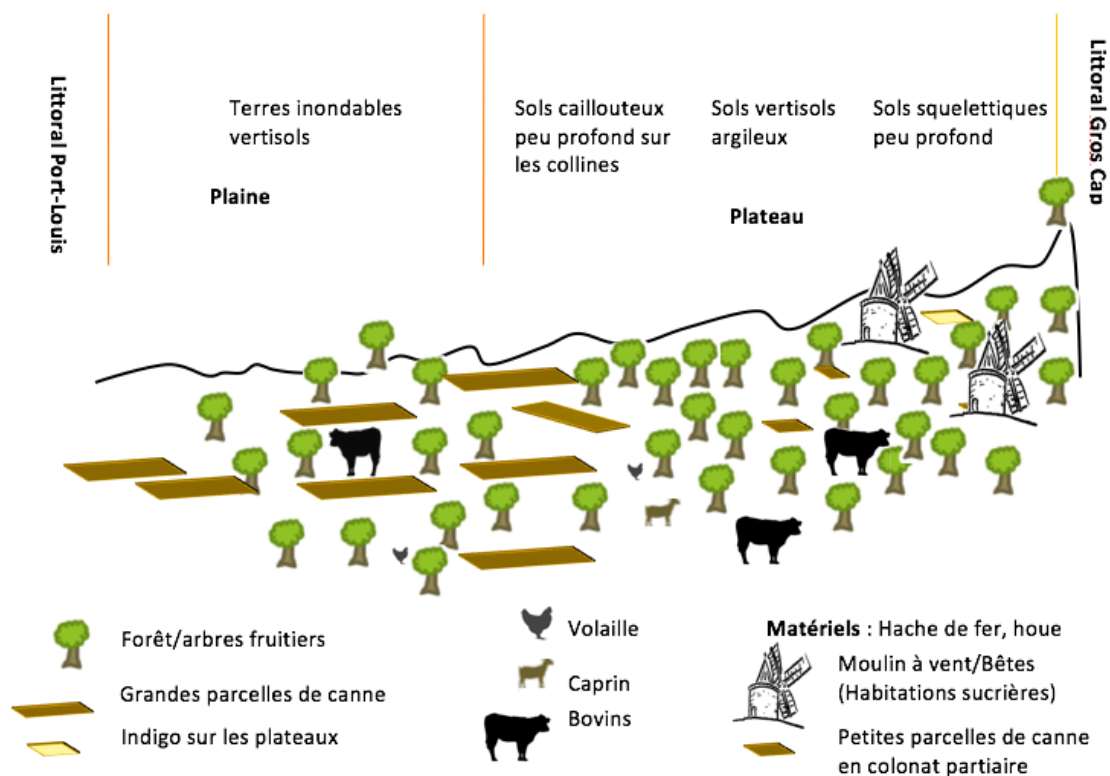 Littoral Port-Louis
Terres inondables
vertisols
Plaine
Sols caillouteux
peu profond sur
les collines
Sols vertisols
argileux
Sols squelettiques
peu profond
Plateau
Littoral Gros Cap
Forêt/arbres fruitiers
Grandes parcelles de canne
Indigo sur les plateaux
Volaille
Caprin
Bovins
Matériels : Hache de fer, houe
Moulin à vent/Bêtes
(Habitations sucrières)
Petites parcelles de canne
en colonat partiaire